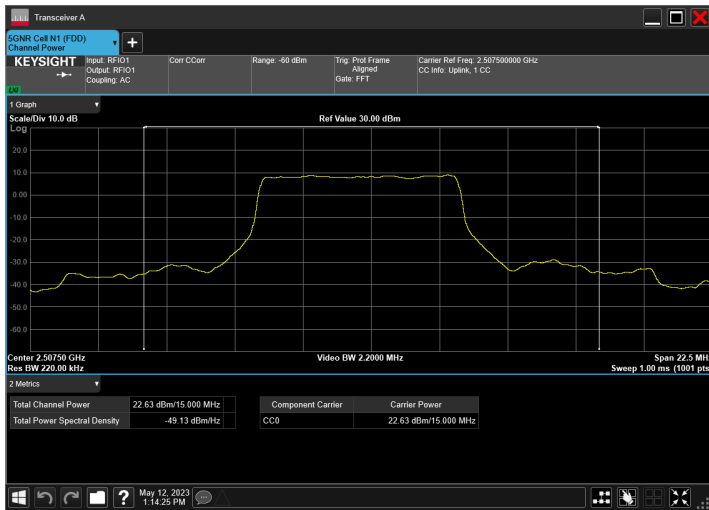 Transceiver A
5GNR Cell N1 (FDD)
Channel Power
KEYSIGHT
Input: RFIO1
Output: RFIO1
Coupling: AC
Corr CCorr
Range: -60 dBm
Trig: Prot Frame
Aligned
Gate: FFT
Carrier Ref Freq: 2.507500000 GHz
CC Info: Uplink, 1 CC
1 Graph
Scale/Div 10.0 dB
Ref Value 30.00 dBm
Log
20.0
10.0
0.00
-10.0
-20.0
-30.0
-40.0
-50.0
-60.0
Center 2.50750 GHz
Video BW 2.2000 MHz
Span 22.5 MHz
Res BW 220.00 kHz
Sweep 1.00 ms (1001 pts
2 Metrics
Total Channel Power 22.63 dBm/15.000 MHz
Total Power Spectral Density -49.13 dBm/Hz
Component Carrier Carrier Power
CC0 22.63 dBm/15.000 MHz
May 12, 2023
1:14:25 PM